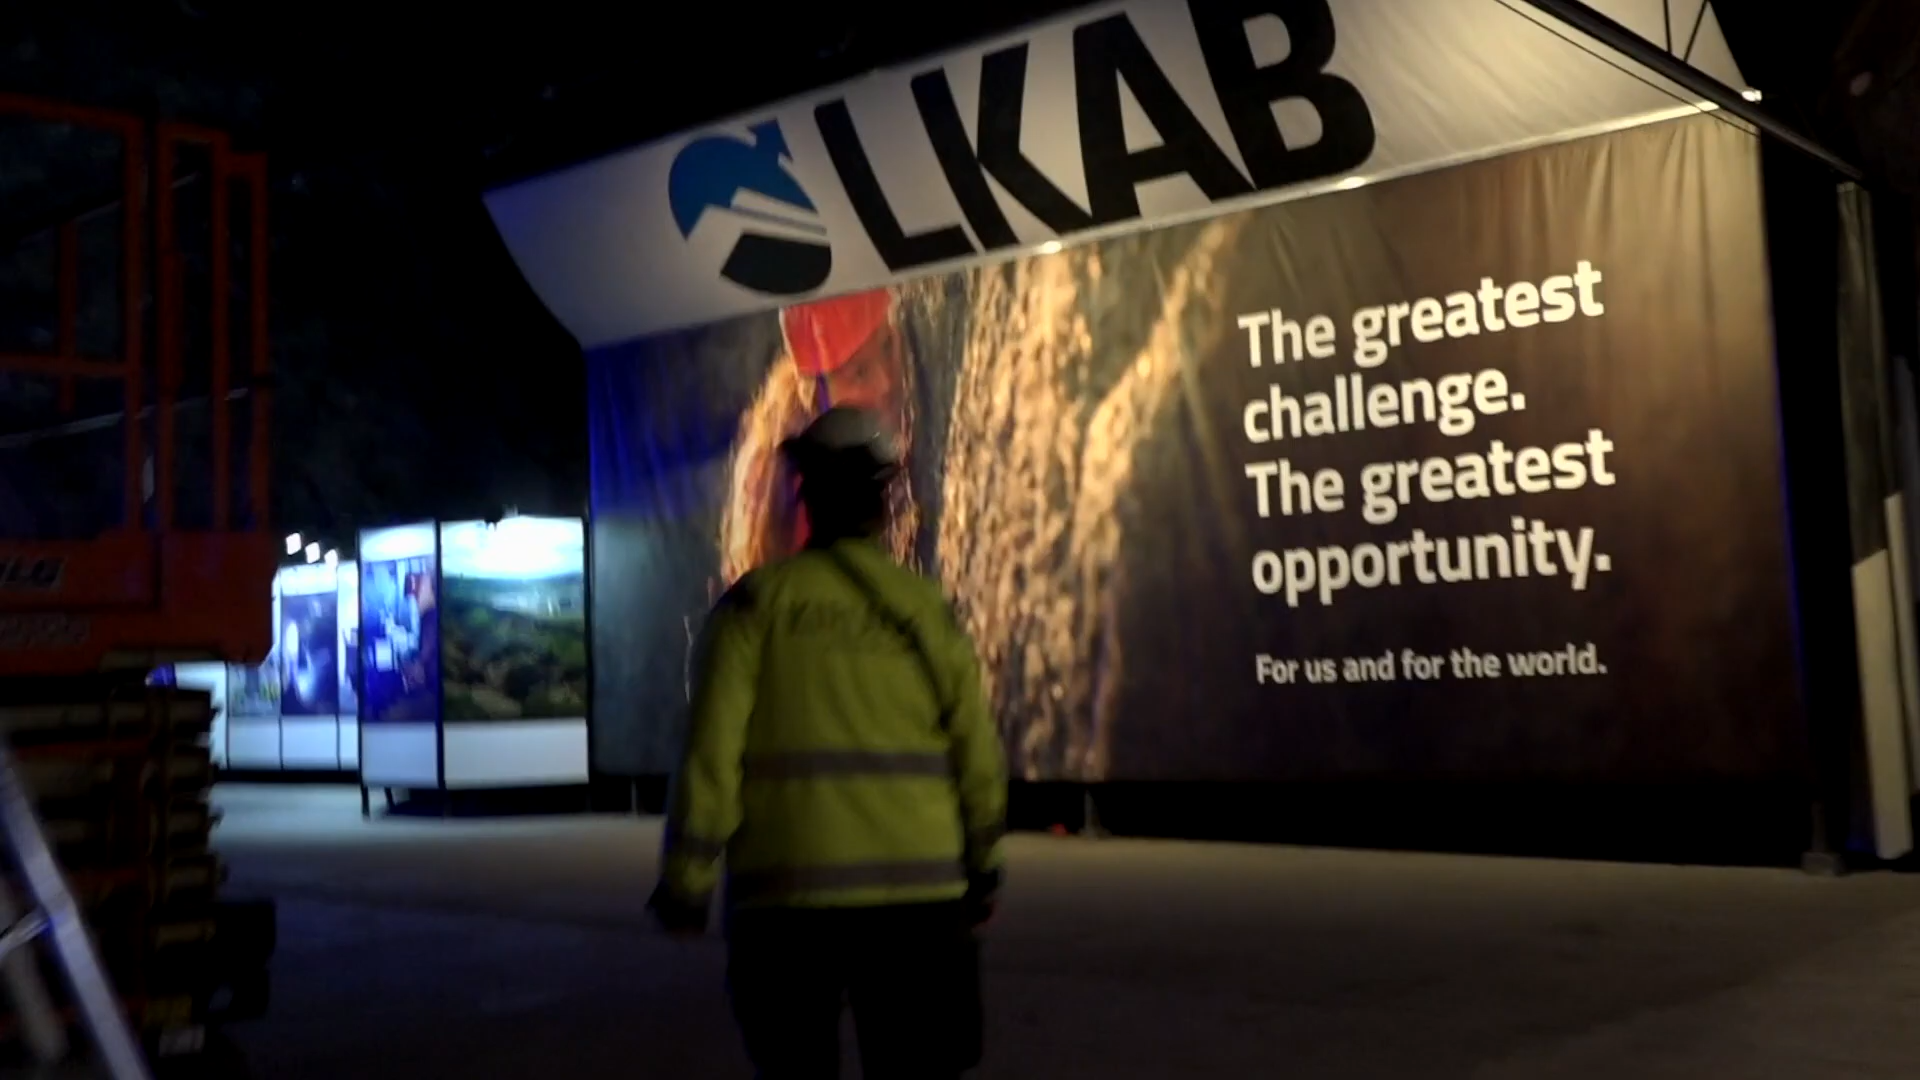 LKAB
The greatest
challenge.
The greatest
opportunity.
For us and for the world.